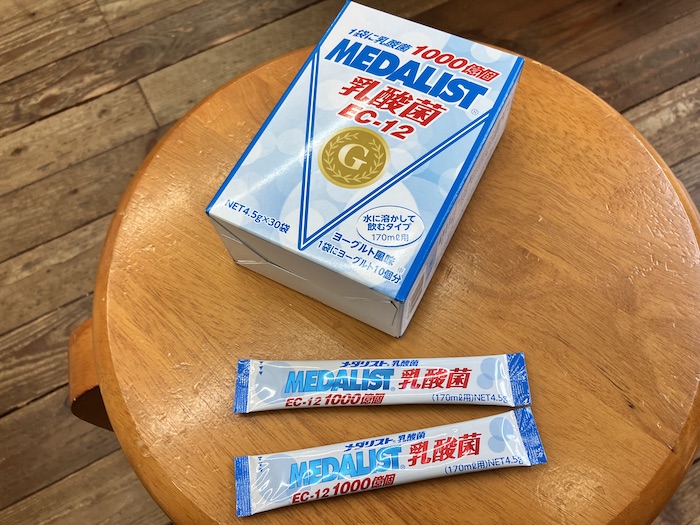 1袋に乳酸菌 1000億個
MEDALIST®
乳酸菌
EC-12
G
NET4.5g×30袋
水に溶かして
飲むタイプ
170mℓ用
ヨーグルト風味
1袋にヨーグルト10個分
メダリスト 乳酸菌
MEDALIST® 乳酸菌
EC-12 1000億個
(170mℓ用)NET4.5g
メダリスト 乳酸菌
MEDALIST® 乳酸菌
EC-12 1000億個
(170mℓ用)NET4.5g